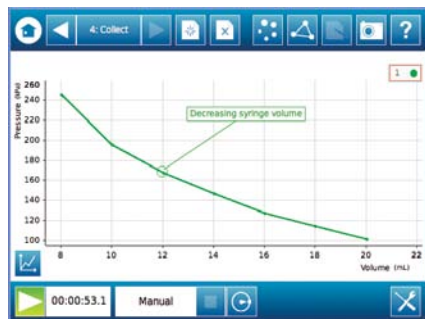 4: Collect
?
1
Pressure (kPa)
260
240
220
200
180
160
140
120
100
Decreasing syringe volume
8 10 12 14 16 18 20 22
Volume (mL)
00:00:53.1 Manual